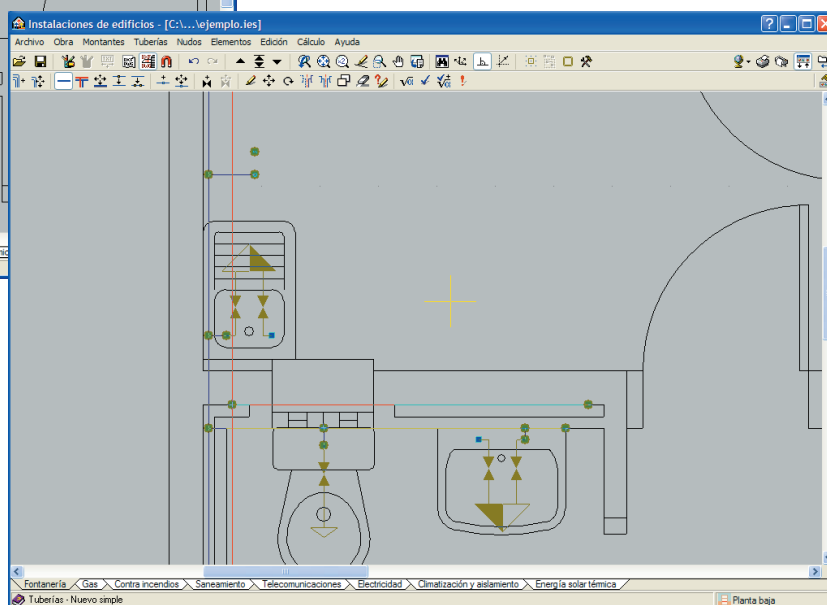 Instalaciones de edificios - [C:\...\ejemplo.ies]
Archivo Obra Montantes Tuberías Nudos Elementos Edición Cálculo Ayuda
Fontanería Gas Contra incendios Saneamiento Telecomunicaciones Electricidad Climatización y aislamiento Energía solar térmica
Tuberías - Nuevo simple Planta baja